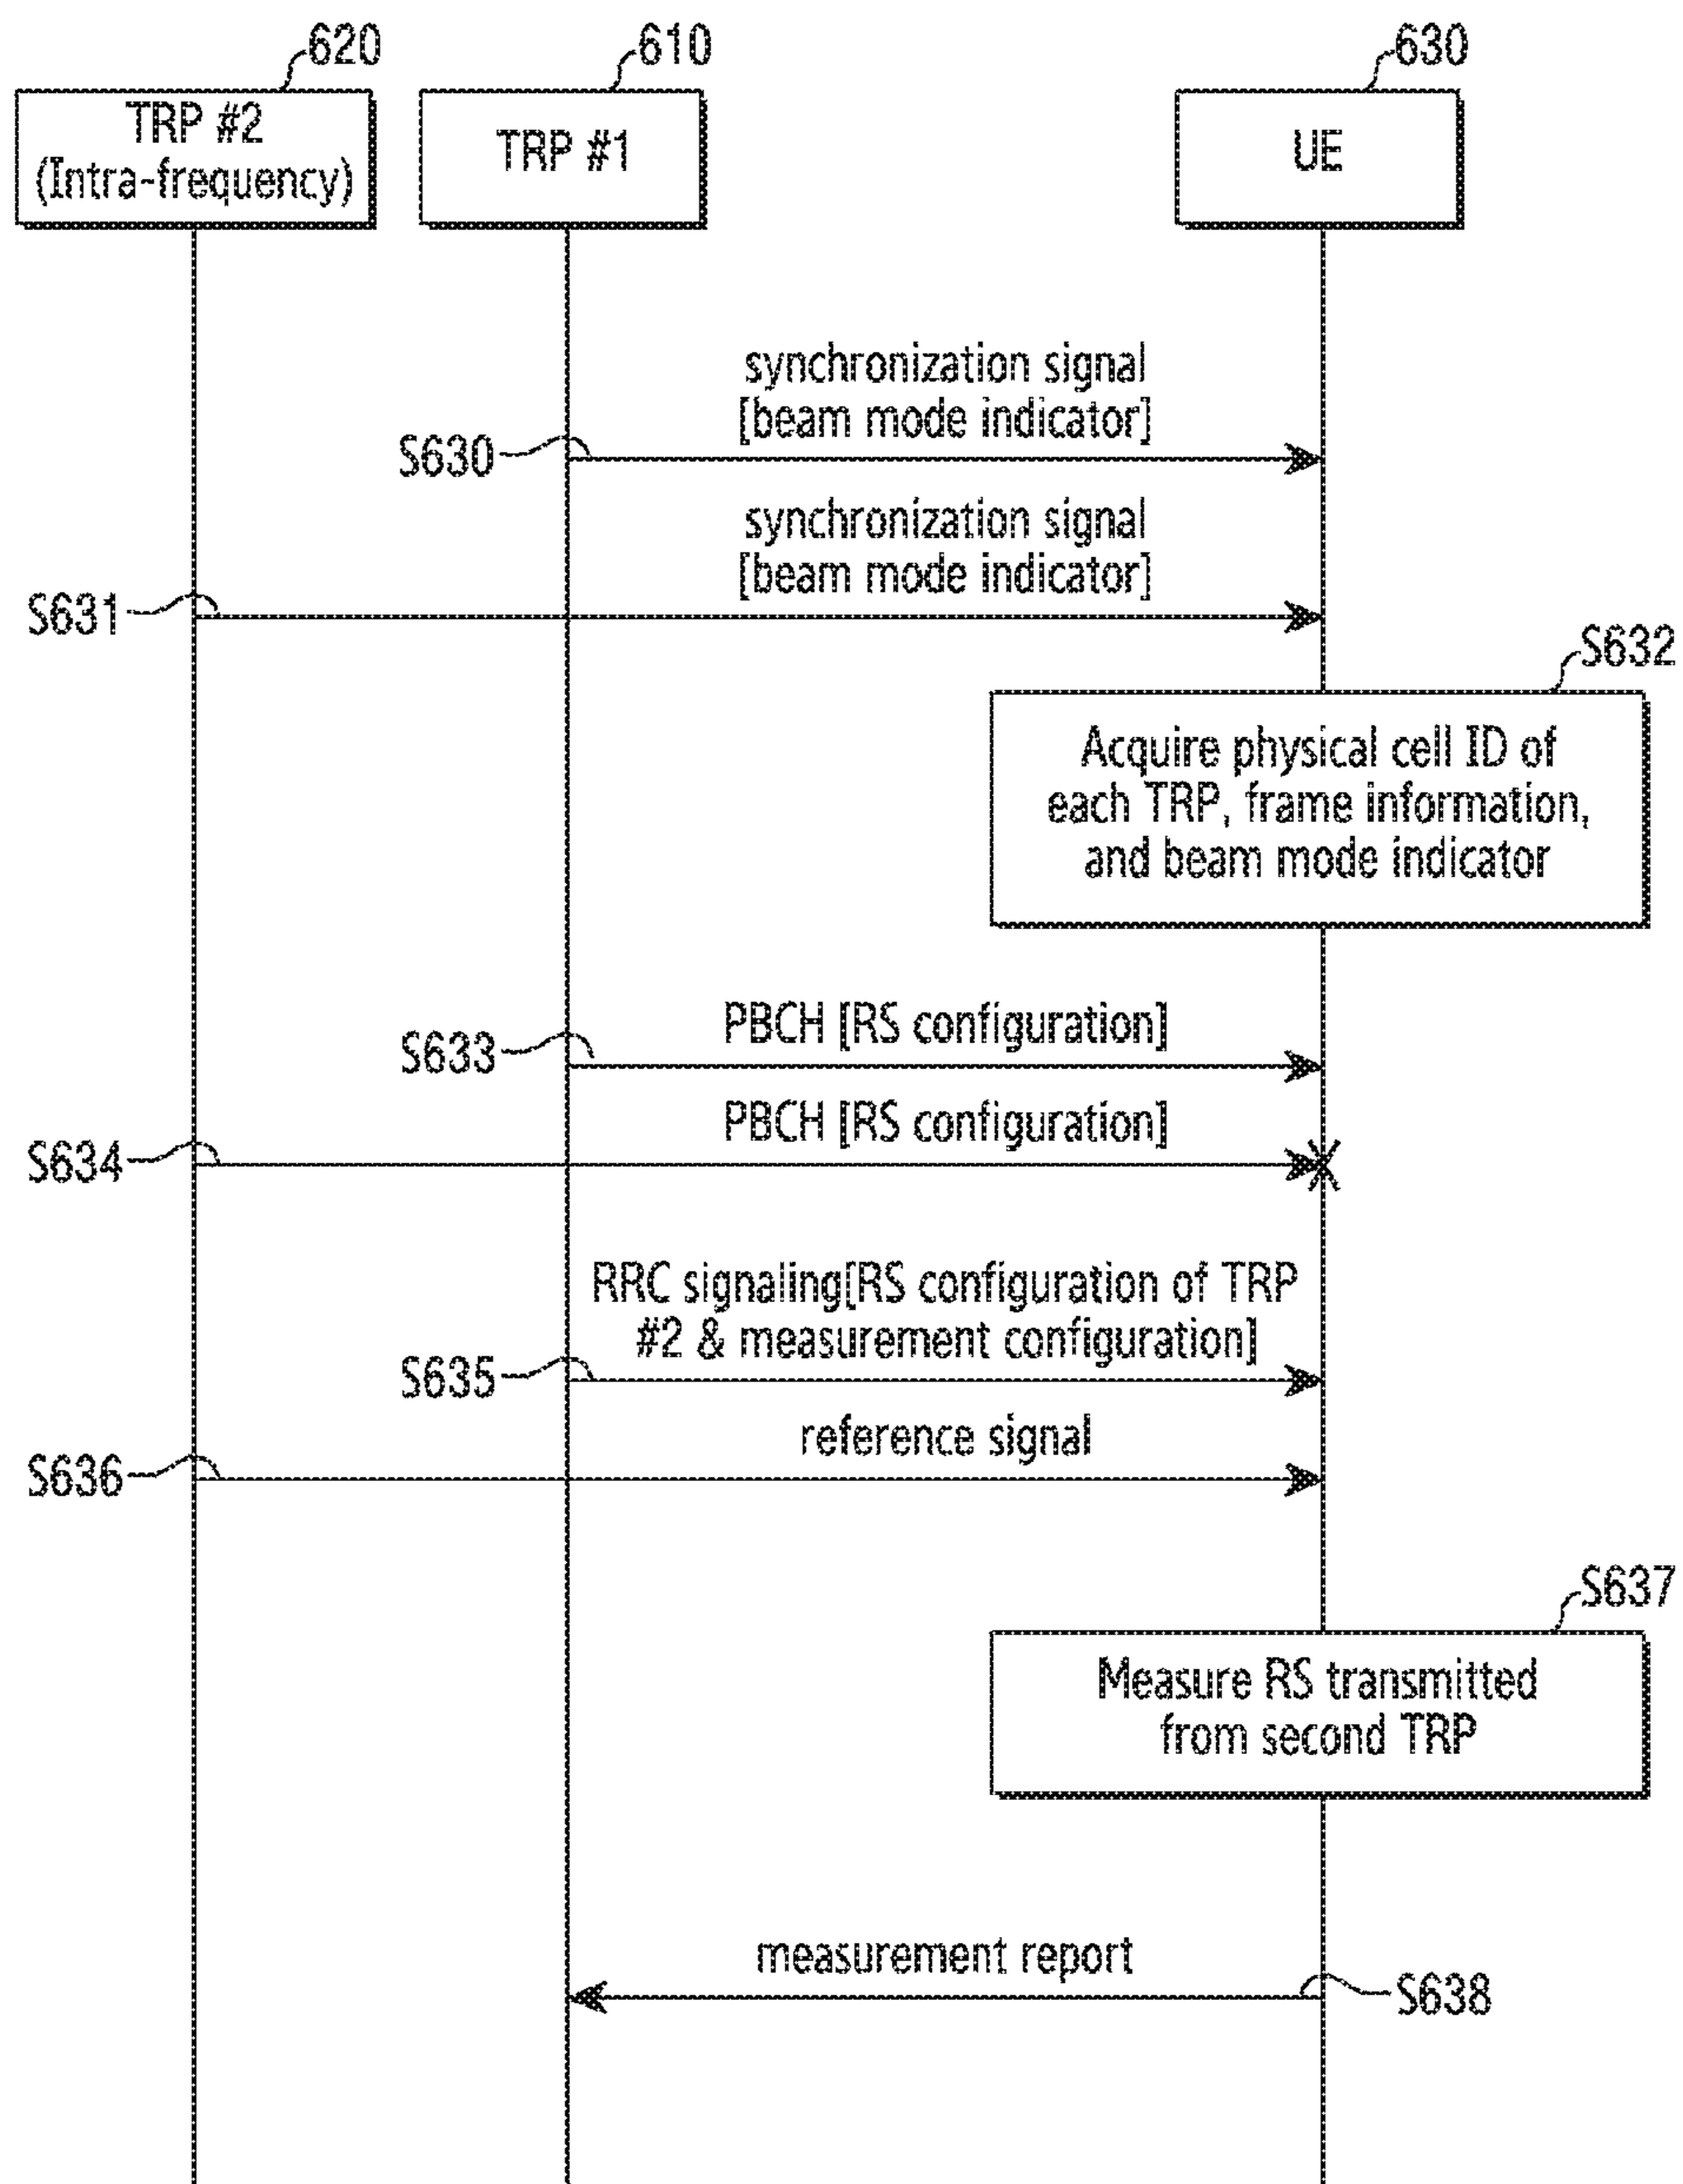 620
610
630
TRP #2
(Intra-frequency)
TRP #1
UE
synchronization signal
[beam mode indicator]
S630
synchronization signal
[beam mode indicator]
S631
S632
Acquire physical cell ID of
each TRP, frame information,
and beam mode indicator
PBCH [RS configuration]
S633
PBCH [RS configuration]
S634
RRC signaling[RS configuration of TRP
#2 & measurement configuration]
S635
reference signal
S636
S637
Measure RS transmitted
from second TRP
measurement report
S638